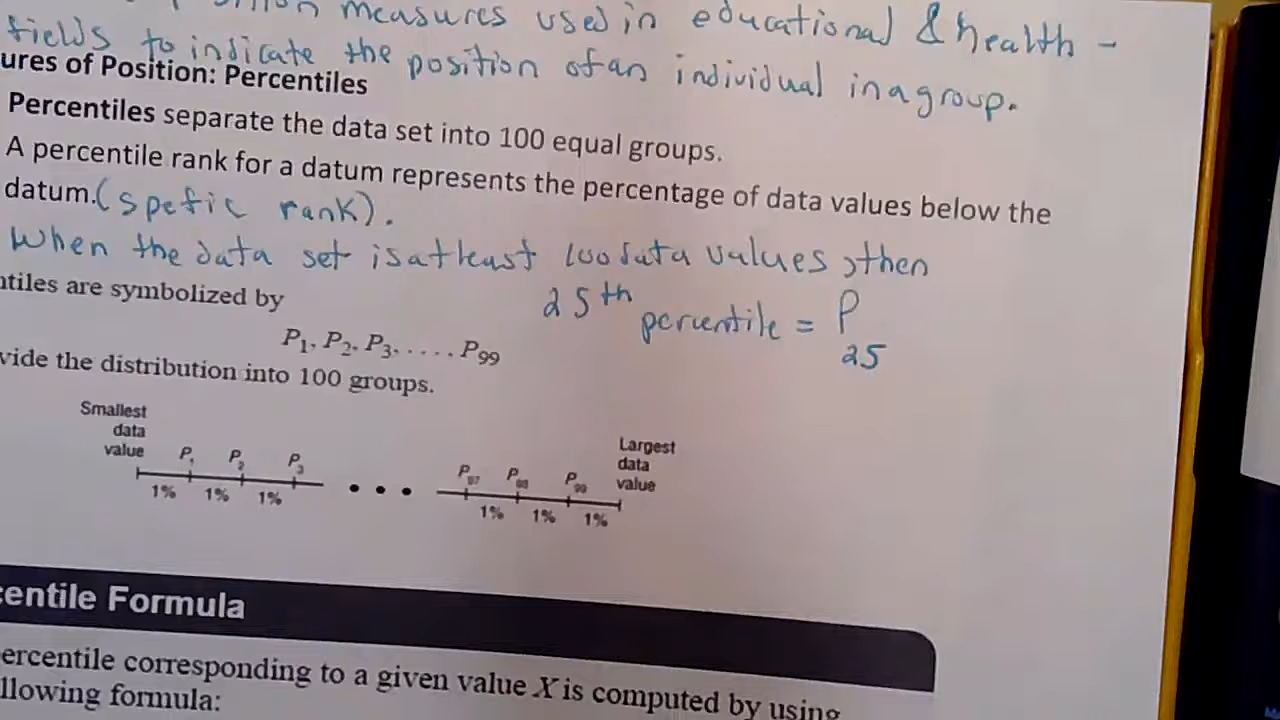 measures used in educational & health -
fields to indicate the position of an individual in a group.
ures of Position: Percentiles
Percentiles separate the data set into 100 equal groups.
A percentile rank for a datum represents the percentage of data values below the
datum. (spefic rank).
When the data set is at least 100 data values, then
ntiles are symbolized by
25th percentile = P25
P1, P2, P3, ..... P99
vide the distribution into 100 groups.
Smallest
data
value
P1 P2 P3
1% 1% 1%
• • •
Largest
data
value
P97 P98 P99
1% 1% 1%
centile Formula
ercentile corresponding to a given value X is computed by using
llowing formula: